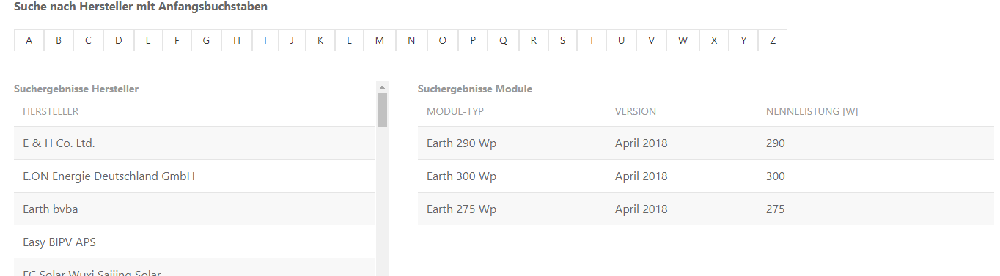 Suche nach Hersteller mit Anfangsbuchstaben
A B C D E F G H I J K L M N O P Q R S T U V W X Y Z
Suchergebnisse Hersteller
HERSTELLER
E & H Co. Ltd.
E.ON Energie Deutschland GmbH
Earth bvba
Easy BIPV APS
EC Solar Wuxi Saijing Solar
Suchergebnisse Module
MODUL-TYP VERSION NENNLEISTUNG [W]
Earth 290 Wp April 2018 290
Earth 300 Wp April 2018 300
Earth 275 Wp April 2018 275